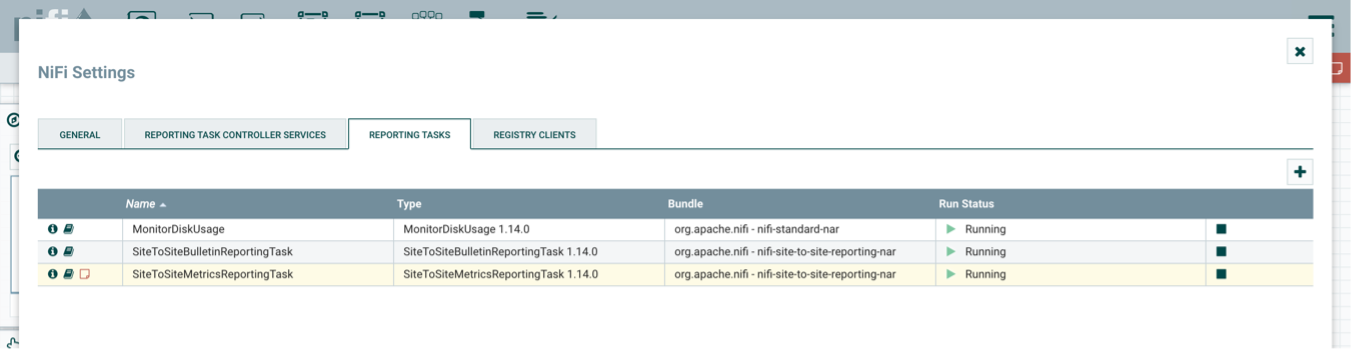 nifi
NiFi Settings
GENERAL REPORTING TASK CONTROLLER SERVICES REPORTING TASKS REGISTRY CLIENTS
Name Type Bundle Run Status
MonitorDiskUsage MonitorDiskUsage 1.14.0 org.apache.nifi - nifi-standard-nar Running
SiteToSiteBulletinReportingTask SiteToSiteBulletinReportingTask 1.14.0 org.apache.nifi - nifi-site-to-site-reporting-nar Running
SiteToSiteMetricsReportingTask SiteToSiteMetricsReportingTask 1.14.0 org.apache.nifi - nifi-site-to-site-reporting-nar Running